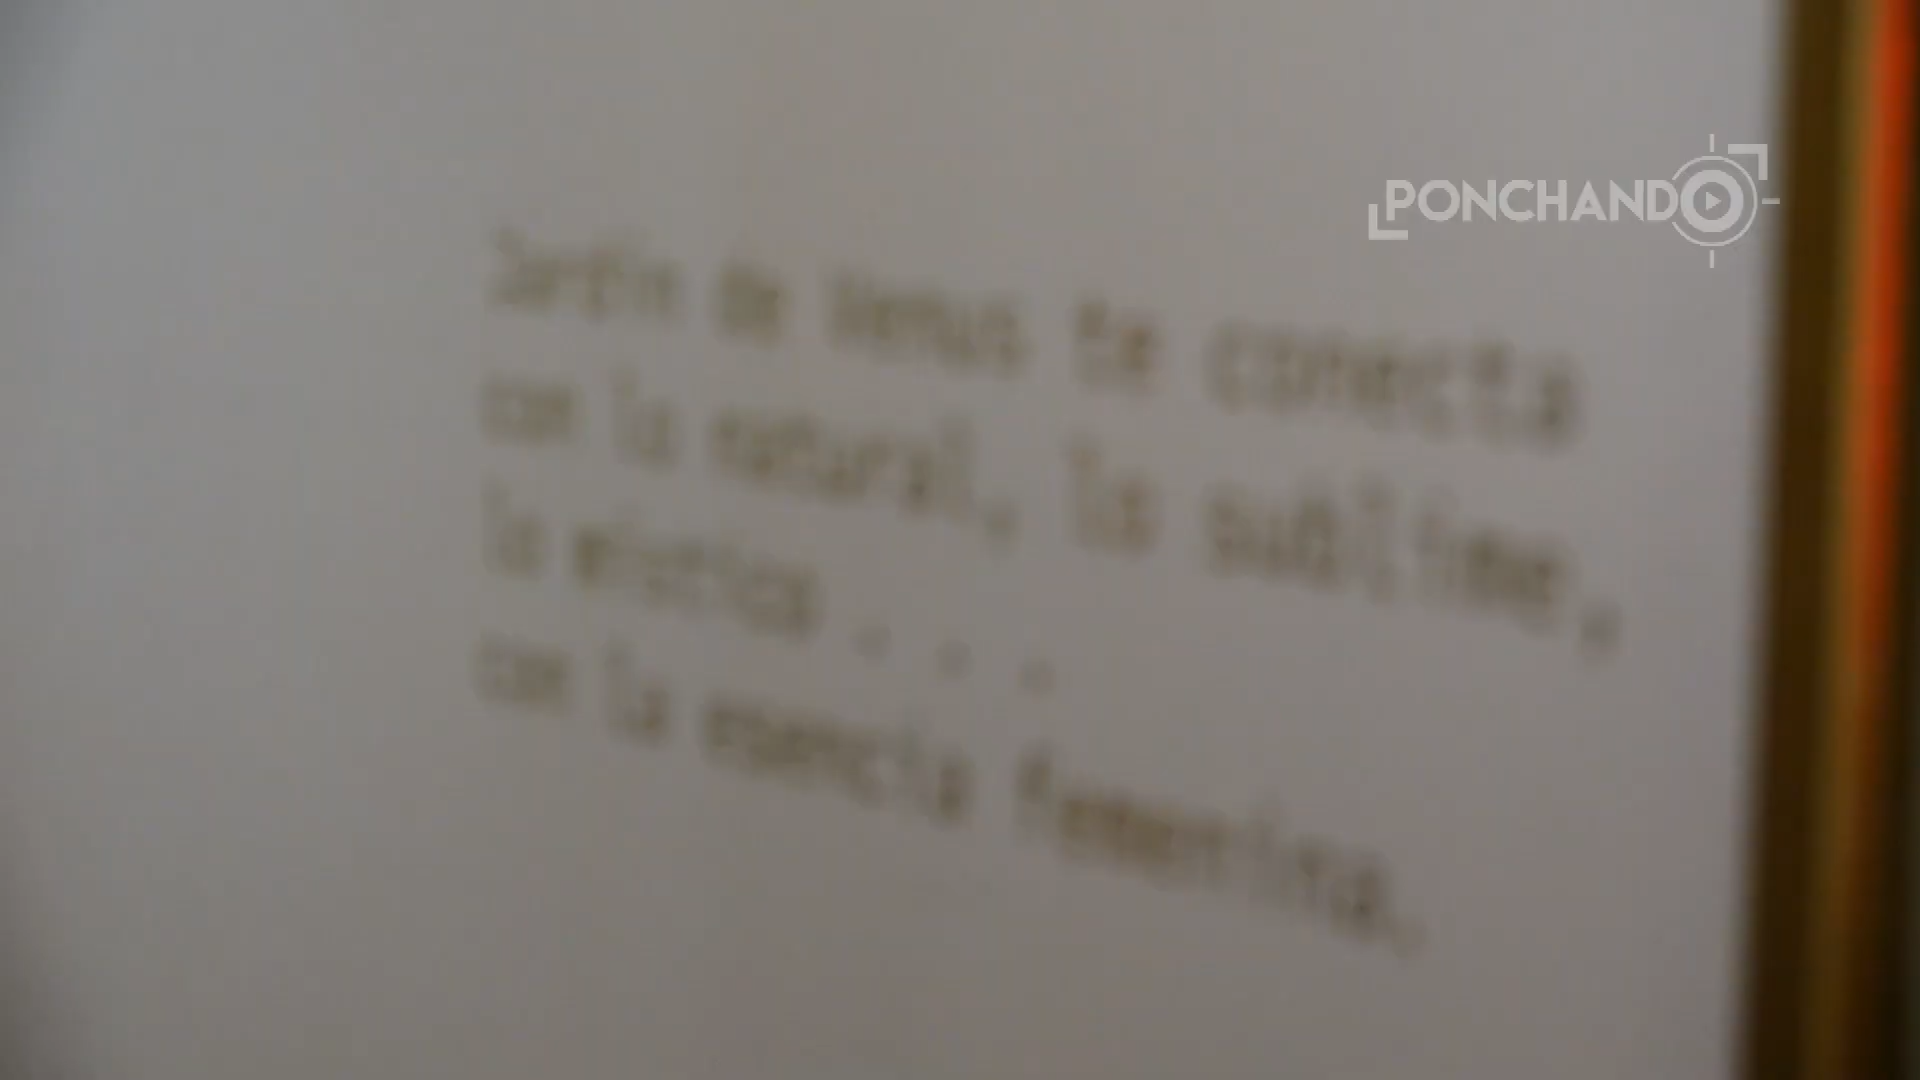 PONCHANDO
Jardín de Venus te conecta
con lo natural, lo sublime,
lo místico . . .
con la esencia femenina.